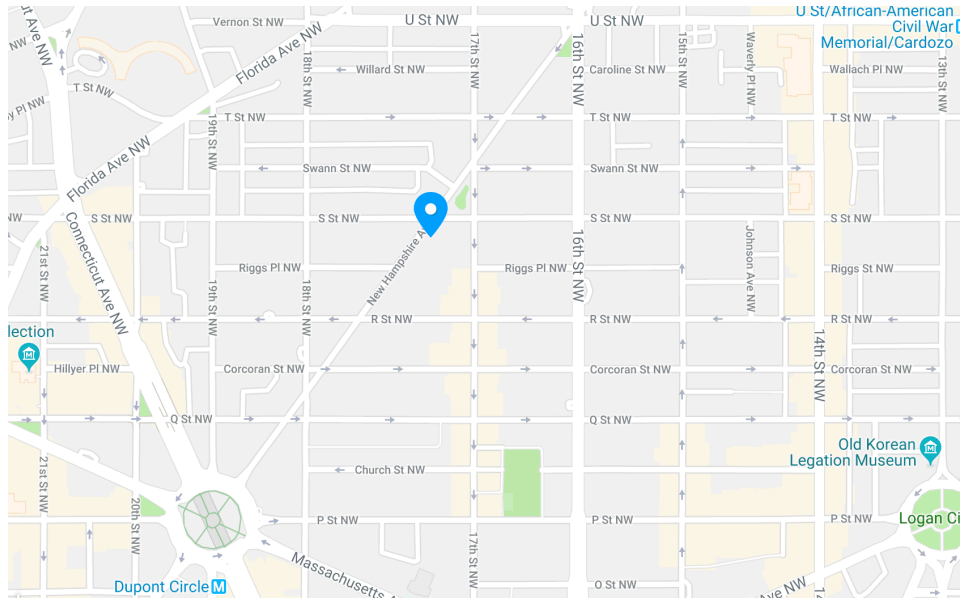 U St NW
U St NW
U St/African-American
Civil War
Memorial/Cardozo
Vernon St NW
Florida Ave NW
18th St NW
17th St NW
16th St NW
15th St NW
Waverly Pl NW
13th St NW
Willard St NW
Caroline St NW
Wallach Pl NW
T St NW
T St NW
T St NW
T St NW
19th St NW
Florida Ave NW
Swann St NW
Swann St NW
S St NW
S St NW
S St NW
S St NW
Connecticut Ave NW
21st St NW
New Hampshire A
16th St NW
Johnson Ave NW
Riggs Pl NW
Riggs Pl NW
Riggs St NW
19th St NW
18th St NW
R St NW
R St NW
R St NW
lection
14th St NW
Hillyer Pl NW
Corcoran St NW
Corcoran St NW
Corcoran St NW
Q St NW
Q St NW
Old Korean
Legation Museum
Church St NW
21st St NW
20th St NW
P St NW
P St NW
P St NW
Logan Ci
17th St NW
Massachusetts A
Dupont Circle M
O St NW
Ave NW